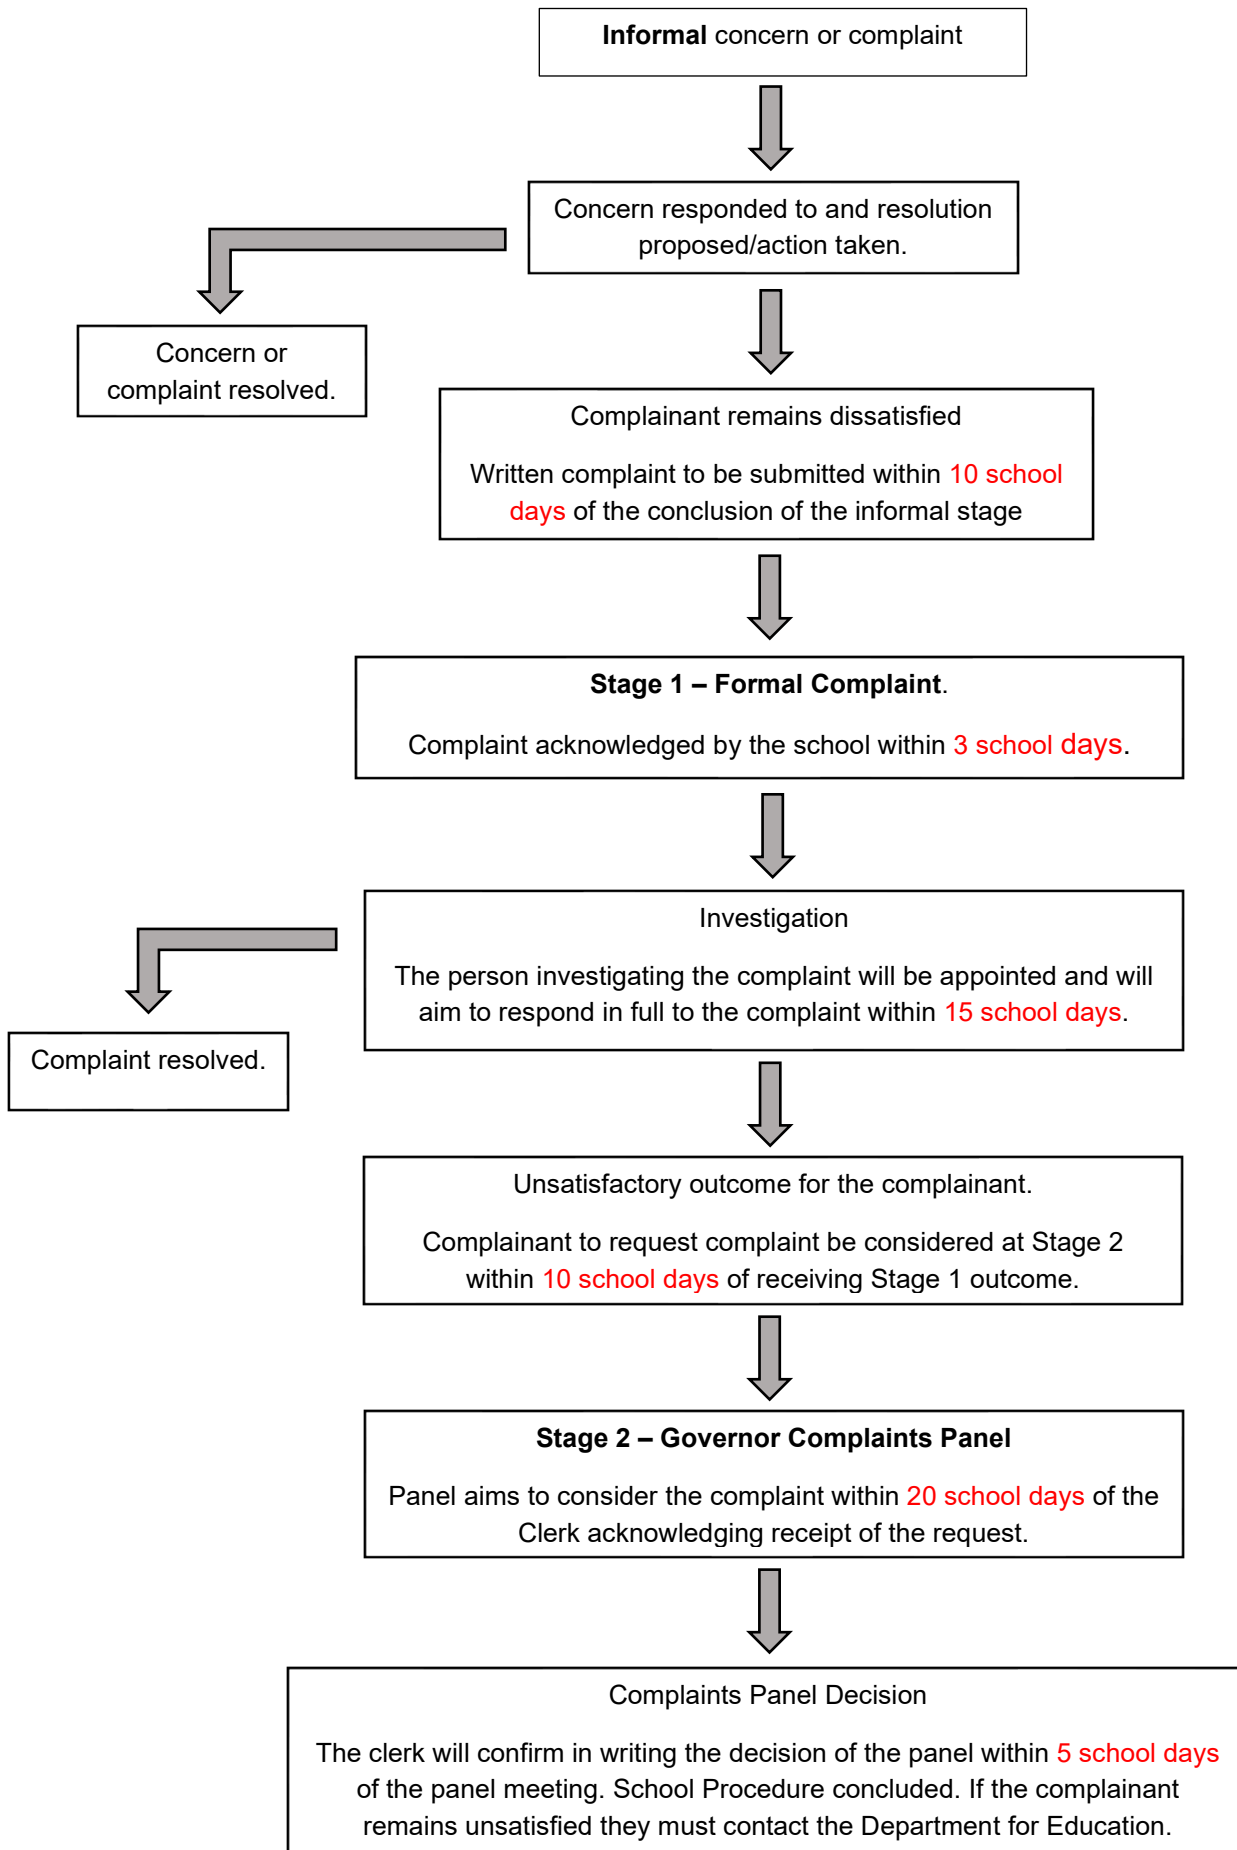 Informal concern or complaint
Concern responded to and resolution
proposed/action taken.
Concern or
complaint resolved.
Complainant remains dissatisfied
Written complaint to be submitted within 10 school
days of the conclusion of the informal stage
Stage 1 – Formal Complaint.
Complaint acknowledged by the school within 3 school days.
Investigation
The person investigating the complaint will be appointed and will
aim to respond in full to the complaint within 15 school days.
Complaint resolved.
Unsatisfactory outcome for the complainant.
Complainant to request complaint be considered at Stage 2
within 10 school days of receiving Stage 1 outcome.
Stage 2 – Governor Complaints Panel
Panel aims to consider the complaint within 20 school days of the
Clerk acknowledging receipt of the request.
Complaints Panel Decision
The clerk will confirm in writing the decision of the panel within 5 school days
of the panel meeting. School Procedure concluded. If the complainant
remains unsatisfied they must contact the Department for Education.